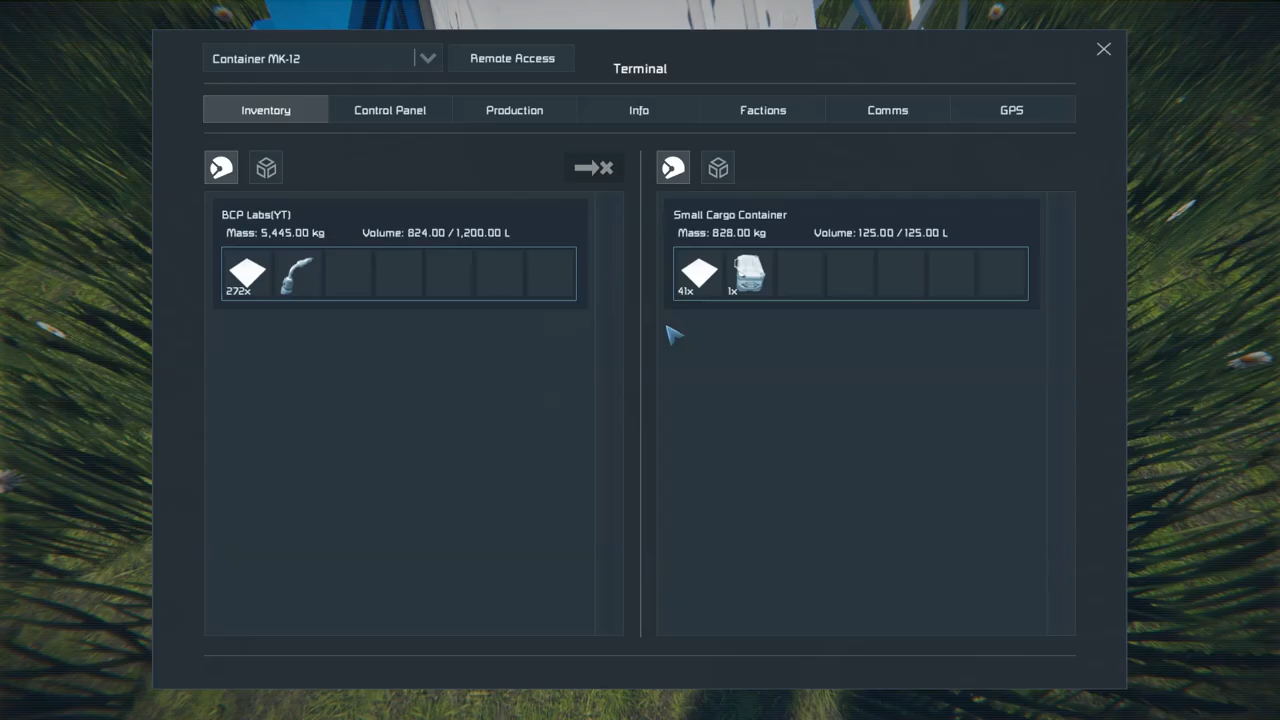 Container MK-12
Remote Access
Terminal
Inventory
Control Panel
Production
Info
Factions
Comms
GPS
BCP Labs(YT)
Mass: 5,445.00 kg
Volume: 824.00 / 1,200.00 L
272x
Small Cargo Container
Mass: 828.00 kg
Volume: 125.00 / 125.00 L
41x
1x